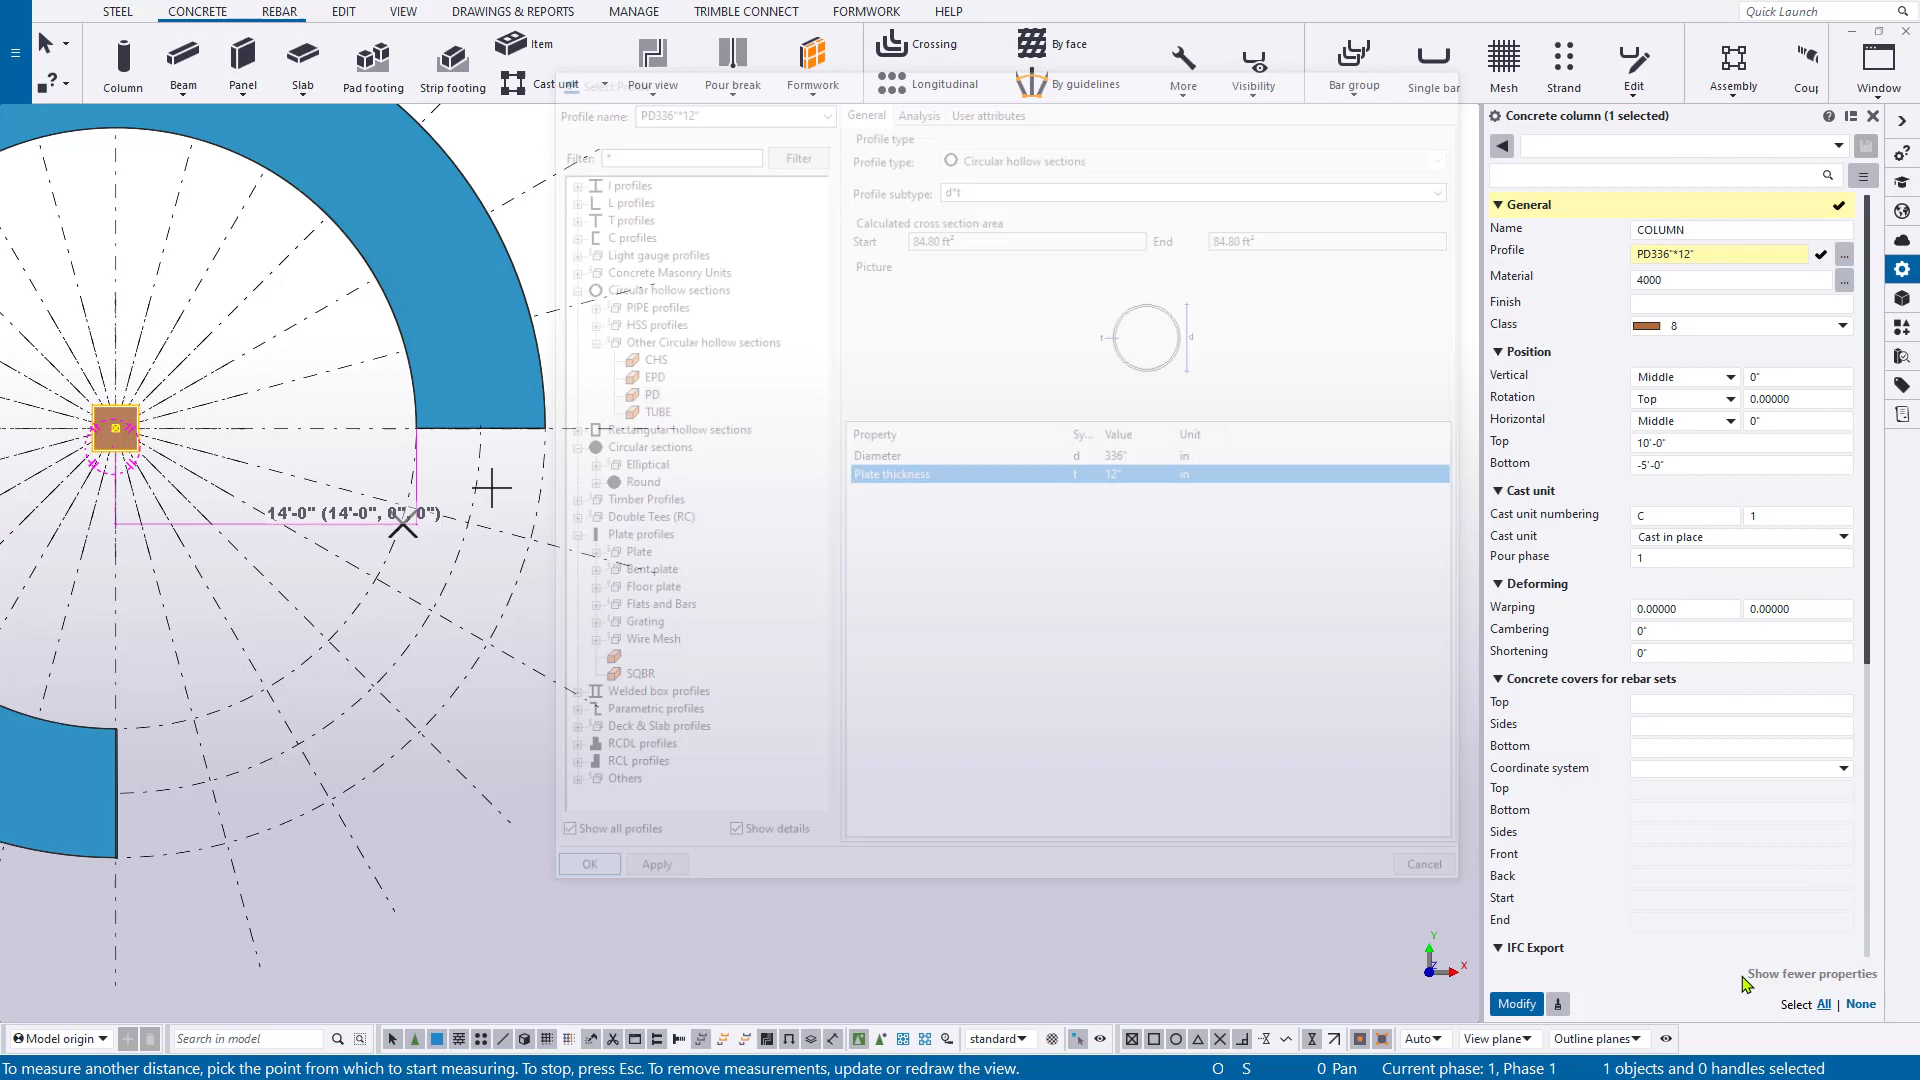 STEEL CONCRETE REBAR EDIT VIEW DRAWINGS & REPORTS MANAGE TRIMBLE CONNECT FORMWORK HELP Quick Launch
Column Beam Panel Slab Pad footing Strip footing Item Cast unit Pour view Pour break Formwork Crossing Longitudinal By face By guidelines More Visibility Bar group Single bar Mesh Strand Edit Assembly Coup Window
Profile name: PD336"*12"
Filter: * Filter
I profiles
L profiles
T profiles
C profiles
Light gauge profiles
Concrete Masonry Units
Circular hollow sections
PIPE profiles
HSS profiles
Other Circular hollow sections
CHS
EPD
PD
TUBE
Rectangular hollow sections
Circular sections
Elliptical
Round
Timber Profiles
Double Tees (RC)
Plate profiles
Plate
Bent plate
Floor plate
Flats and Bars
Grating
Wire Mesh
SQBR
Welded box profiles
Parametric profiles
Deck & Slab profiles
RCDL profiles
RCL profiles
Others
Show all profiles Show details
OK Apply Cancel
General Analysis User attributes
Profile type
Profile type: Circular hollow sections
Profile subtype: d*t
Calculated cross section area
Start 84.80 ft² End 84.80 ft²
Picture
t d
Property Sy... Value Unit
Diameter d 336" in
Plate thickness t 12" in
14'-0" (14'-0", 0", 0")
Y
Z X
Concrete column (1 selected)
General
Name COLUMN
Profile PD336"*12" ...
Material 4000 ...
Finish
Class 8
Position
Vertical Middle 0"
Rotation Top 0.00000
Horizontal Middle 0"
Top 10'-0"
Bottom -5'-0"
Cast unit
Cast unit numbering C 1
Cast unit Cast in place
Pour phase 1
Deforming
Warping 0.00000 0.00000
Cambering 0"
Shortening 0"
Concrete covers for rebar sets
Top
Sides
Bottom
Coordinate system
Top
Bottom
Sides
Front
Back
Start
End
IFC Export
Show fewer properties
Modify Select All | None
Model origin Search in model standard Auto View plane Outline planes
To measure another distance, pick the point from which to start measuring. To stop, press Esc. To remove measurements, update or redraw the view. O S 0 Pan Current phase: 1, Phase 1 1 objects and 0 handles selected